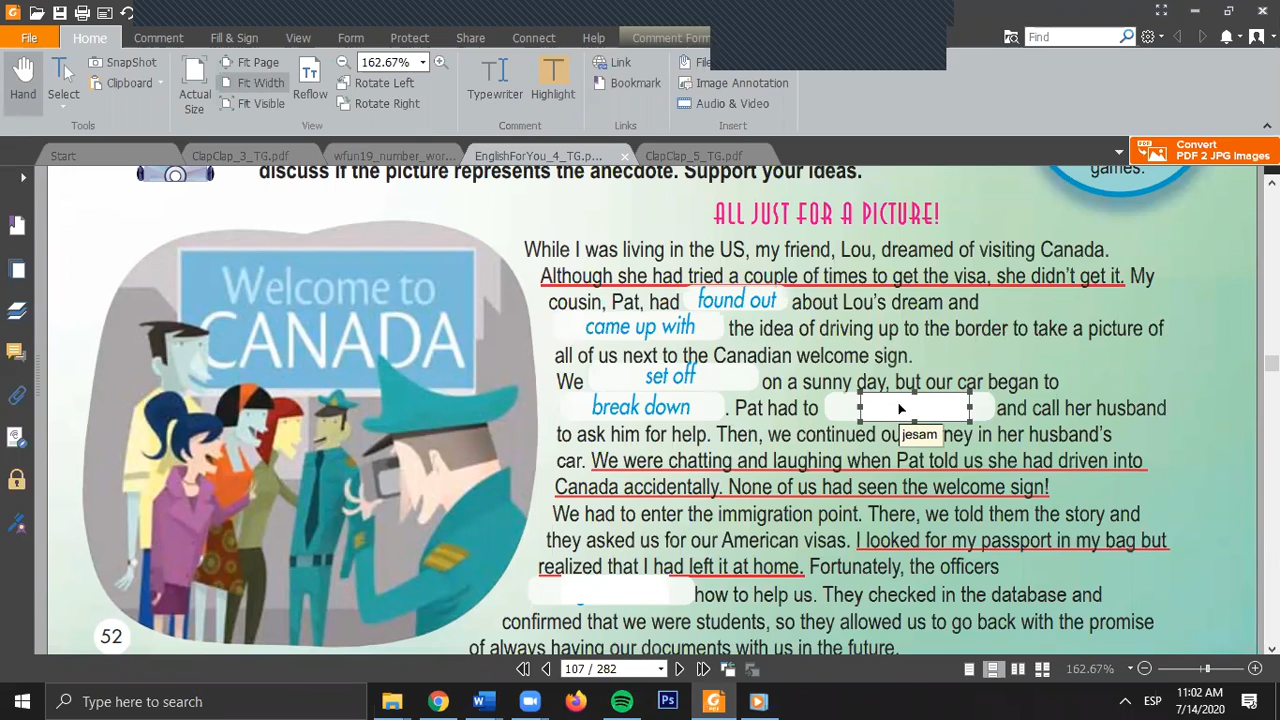 File Home Comment Fill & Sign View Form Protect Share Connect Help Comment Form Find
Hand Select SnapShot Clipboard Actual Size Fit Page Fit Width Fit Visible Reflow 162.67% Rotate Left Rotate Right Typewriter Highlight Link Bookmark Image Annotation Audio & Video
Tools View Comment Links Insert
Start ClapClap_3_TG.pdf wfun19_number_wor... EnglishForYou_4_TG.p... ClapClap_5_TG.pdf Convert PDF 2 JPG Images
discuss if the picture represents the anecdote. Support your ideas.
games.
ALL JUST FOR A PICTURE!
Welcome to
CANADA
While I was living in the US, my friend, Lou, dreamed of visiting Canada.
Although she had tried a couple of times to get the visa, she didn't get it. My
cousin, Pat, had found out about Lou's dream and
came up with the idea of driving up to the border to take a picture of
all of us next to the Canadian welcome sign.
We set off on a sunny day, but our car began to
break down . Pat had to and call her husband
jesam
to ask him for help. Then, we continued in her husband's
car. We were chatting and laughing when Pat told us she had driven into
Canada accidentally. None of us had seen the welcome sign!
We had to enter the immigration point. There, we told them the story and
they asked us for our American visas. I looked for my passport in my bag but
realized that I had left it at home. Fortunately, the officers
how to help us. They checked in the database and
confirmed that we were students, so they allowed us to go back with the promise
of always having our documents with us in the future.
52
107 / 282 162.67%
Type here to search ESP 11:02 AM
7/14/2020